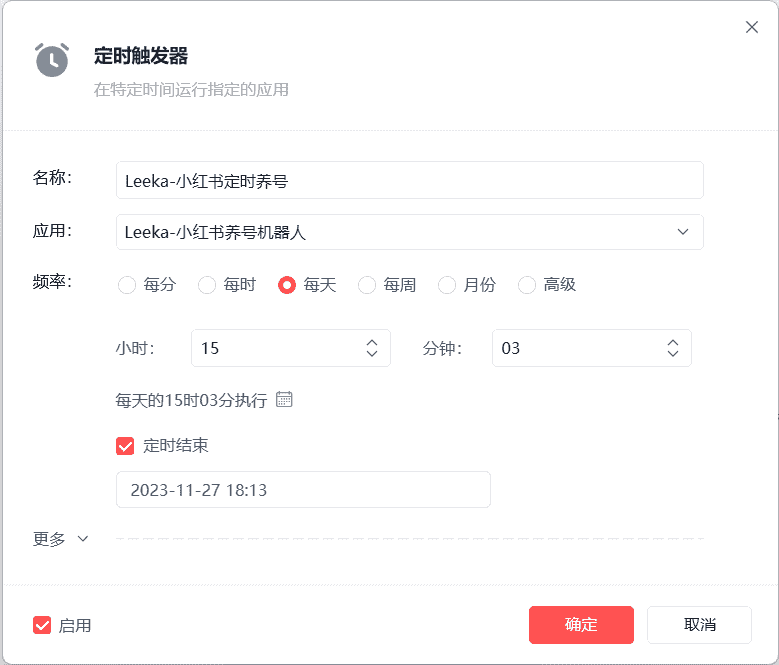 定时触发器
在特定时间运行指定的应用
名称：
Leeka-小红书定时养号
应用：
Leeka-小红书养号机器人
频率：
每分 每时 每天 每周 月份 高级
小时： 15 分钟： 03
每天的15时03分执行
定时结束
2023-11-27 18:13
更多
启用
确定 取消